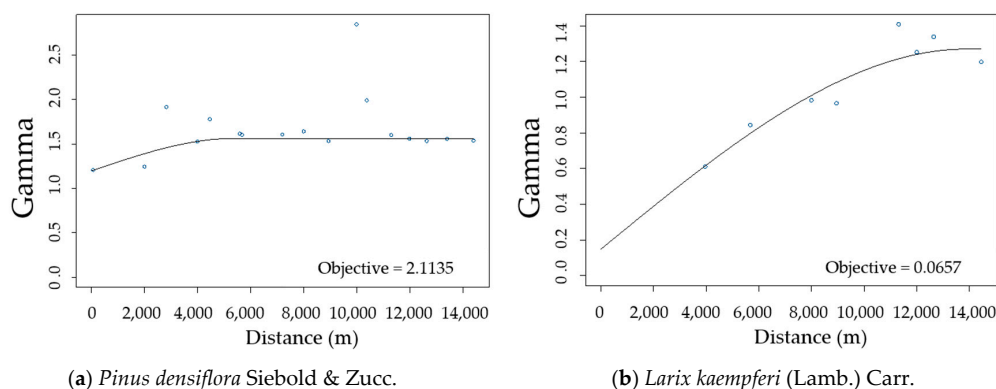 Gamma
2.5
2.0
1.5
1.0
0.5
0.0
Objective = 2.1135
0 2,000 4,000 6,000 8,000 10,000 12,000 14,000
Distance (m)
(a) Pinus densiflora Siebold & Zucc.
Gamma
1.4
1.2
1.0
0.8
0.6
0.4
0.2
0.0
Objective = 0.0657
0 2,000 4,000 6,000 8,000 10,000 12,000 14,000
Distance (m)
(b) Larix kaempferi (Lamb.) Carr.